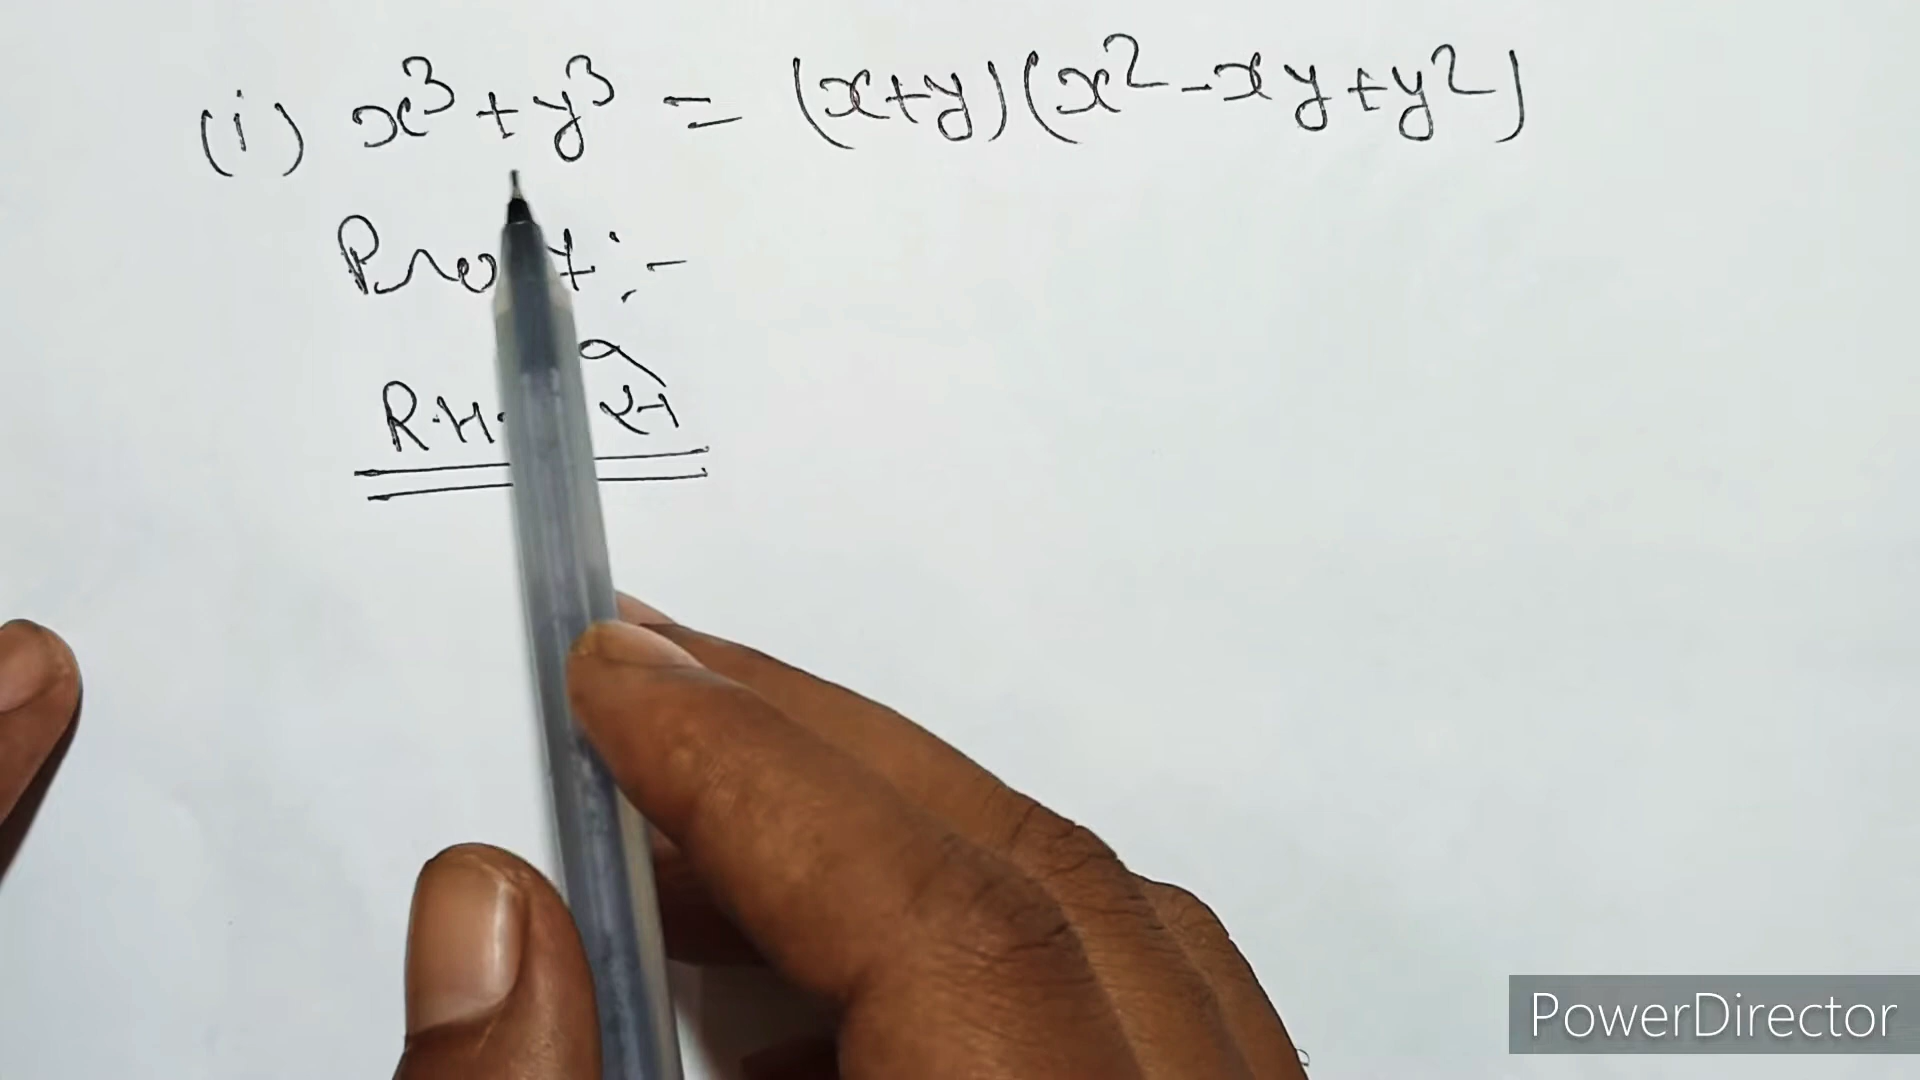 (i) x³ + y³ = (x+y)(x² - xy + y²)
:-
R.H.
PowerDirector